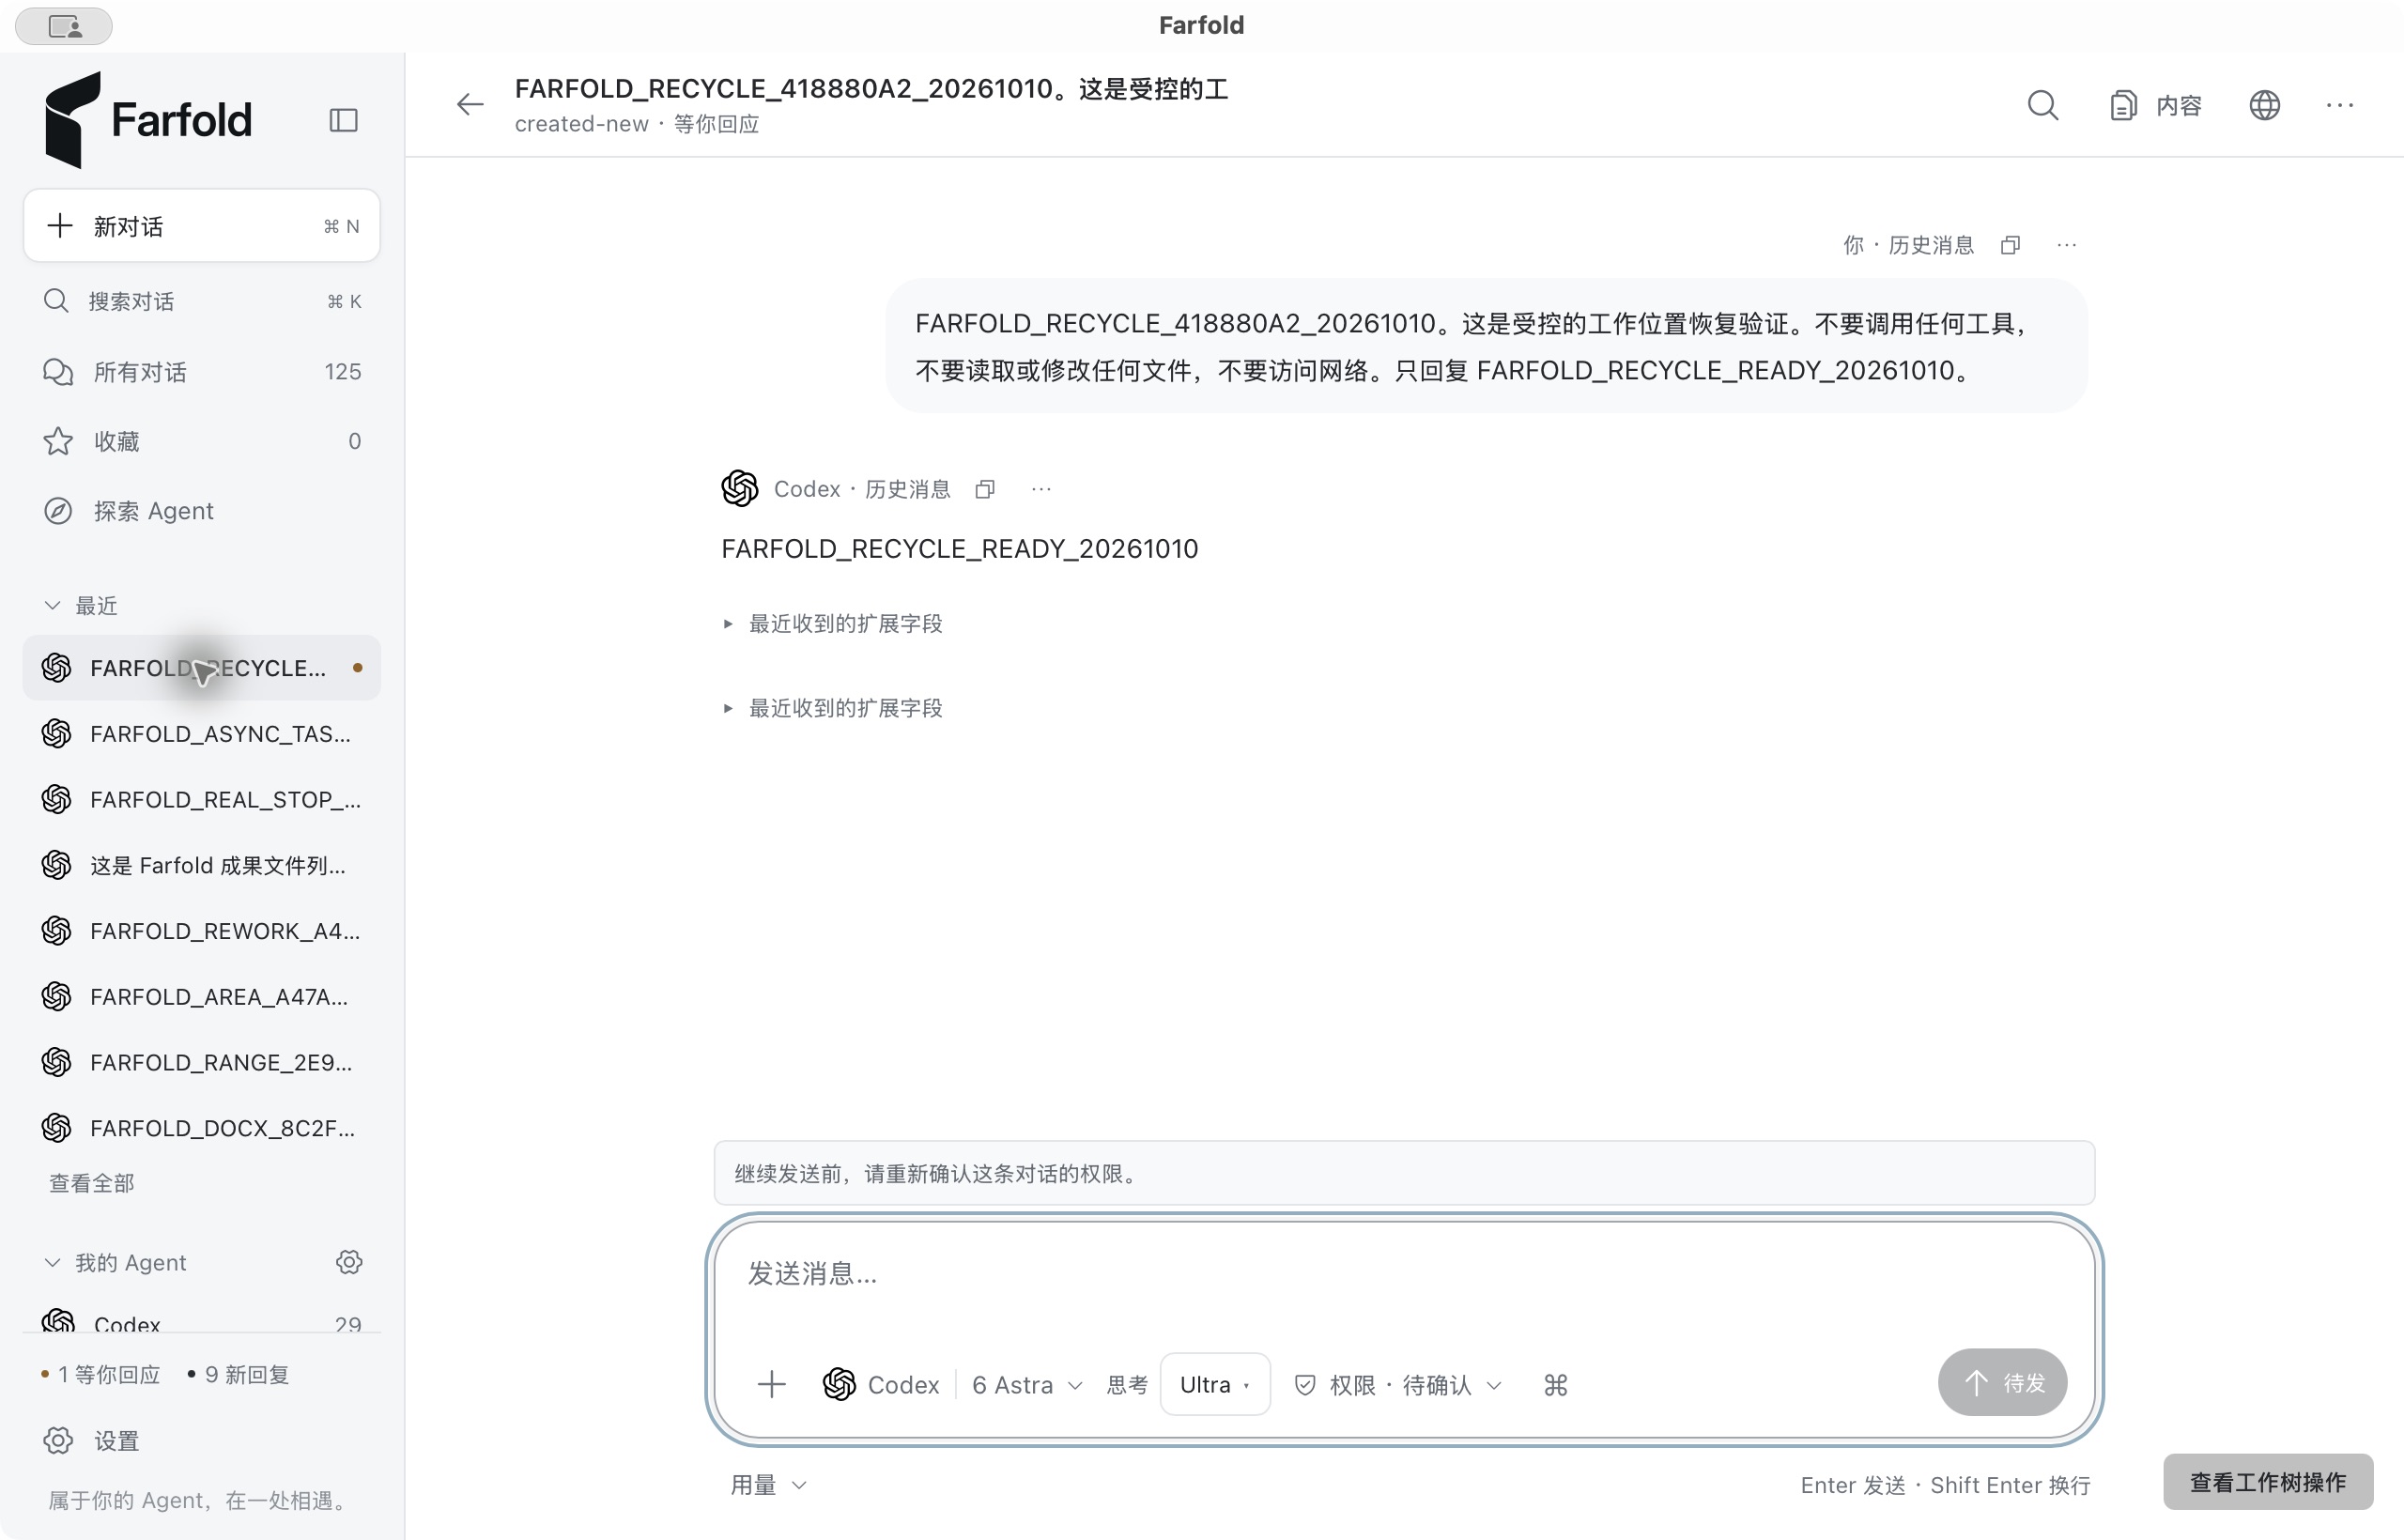 Farfold
Farfold
新对话
⌘ N
搜索对话
⌘ K
所有对话
125
收藏
0
探索 Agent
最近
FARFOLD_RECYCLE...
FARFOLD_ASYNC_TAS...
FARFOLD_REAL_STOP_...
这是 Farfold 成果文件列...
FARFOLD_REWORK_A4...
FARFOLD_AREA_A47A...
FARFOLD_RANGE_2E9...
FARFOLD_DOCX_8C2F...
查看全部
我的 Agent
Codex
29
1 等你回应
9 新回复
设置
属于你的 Agent，在一处相遇。
FARFOLD_RECYCLE_418880A2_20261010。这是受控的工
created-new · 等你回应
内容
你 · 历史消息
FARFOLD_RECYCLE_418880A2_20261010。这是受控的工作位置恢复验证。不要调用任何工具，
不要读取或修改任何文件，不要访问网络。只回复 FARFOLD_RECYCLE_READY_20261010。
Codex · 历史消息
FARFOLD_RECYCLE_READY_20261010
最近收到的扩展字段
最近收到的扩展字段
继续发送前，请重新确认这条对话的权限。
发送消息...
Codex
6 Astra
思考
Ultra
权限 · 待确认
⌘
待发
用量
Enter 发送 · Shift Enter 换行
查看工作树操作